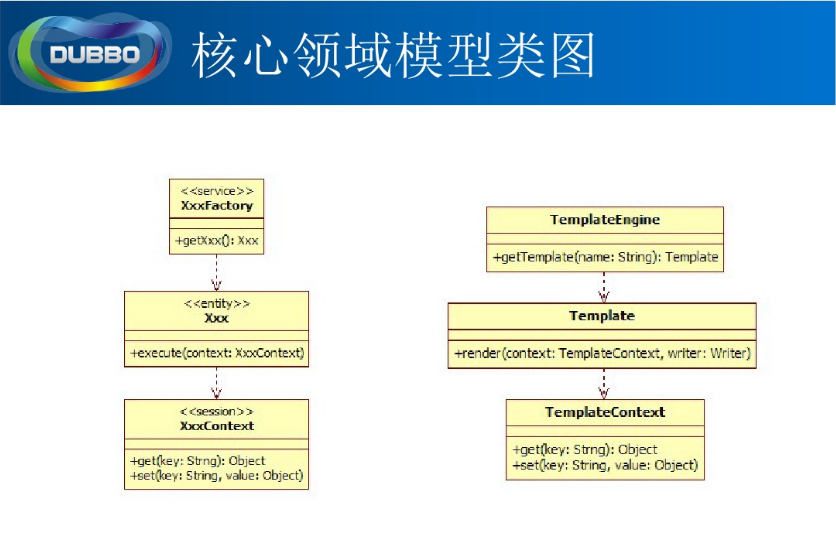 DUBBO
核心领域模型类图
<<service>>
XxxFactory
+getXxx(): Xxx
<<entity>>
Xxx
+execute(context: XxxContext)
<<session>>
XxxContext
+get(key: Strng): Object
+set(key: String, value: Object)
TemplateEngine
+getTemplate(name: String): Template
Template
+render(context: TemplateContext, writer: Writer)
TemplateContext
+get(key: Strng): Object
+set(key: String, value: Object)